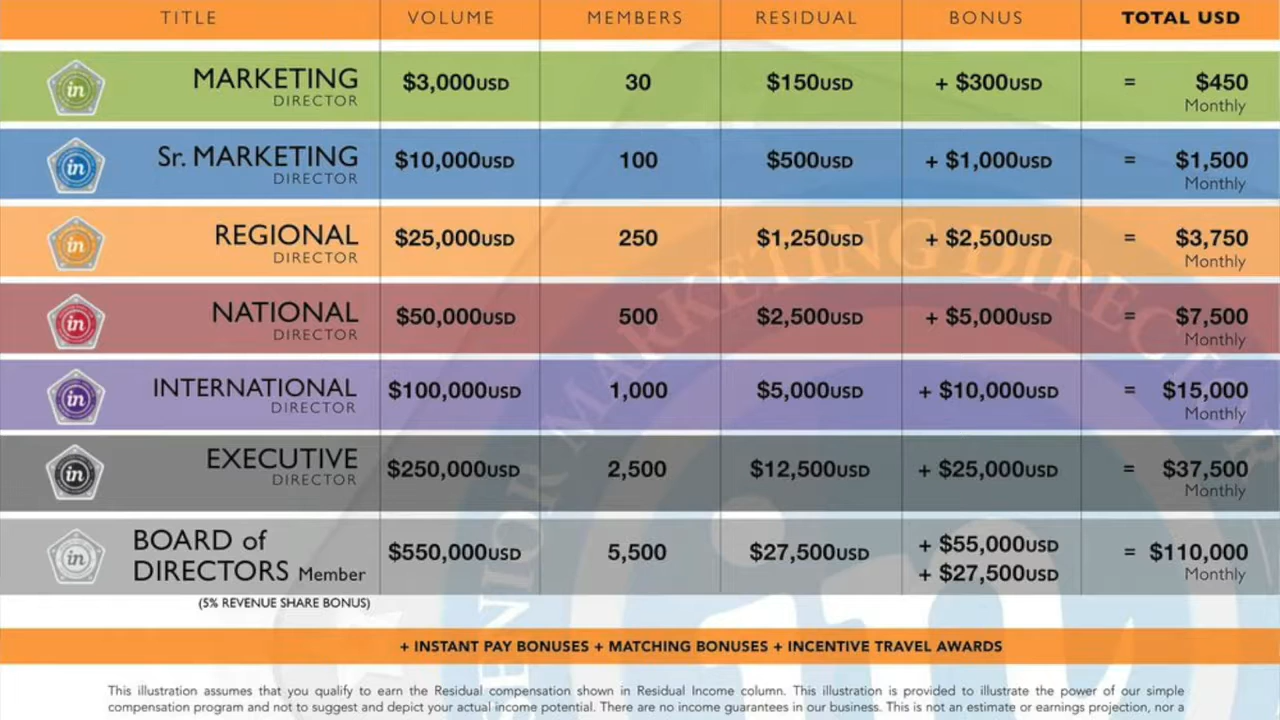 TITLE VOLUME MEMBERS RESIDUAL BONUS TOTAL USD
in MARKETING DIRECTOR $3,000USD 30 $150USD + $300USD = $450 Monthly
in Sr. MARKETING DIRECTOR $10,000USD 100 $500USD + $1,000USD = $1,500 Monthly
in REGIONAL DIRECTOR $25,000USD 250 $1,250USD + $2,500USD = $3,750 Monthly
in NATIONAL DIRECTOR $50,000USD 500 $2,500USD + $5,000USD = $7,500 Monthly
in INTERNATIONAL DIRECTOR $100,000USD 1,000 $5,000USD + $10,000USD = $15,000 Monthly
in EXECUTIVE DIRECTOR $250,000USD 2,500 $12,500USD + $25,000USD = $37,500 Monthly
in BOARD of DIRECTORS Member $550,000USD 5,500 $27,500USD + $55,000USD + $27,500USD = $110,000 Monthly
(5% REVENUE SHARE BONUS)
+ INSTANT PAY BONUSES + MATCHING BONUSES + INCENTIVE TRAVEL AWARDS
This illustration assumes that you qualify to earn the Residual compensation shown in Residual Income column. This illustration is provided to illustrate the power of our simple
compensation program and not to suggest and depict your actual income potential. There are no income guarantees in our business. This is not an estimate or earnings projection, nor a
SENIOR MARKETING DIRECTOR
in